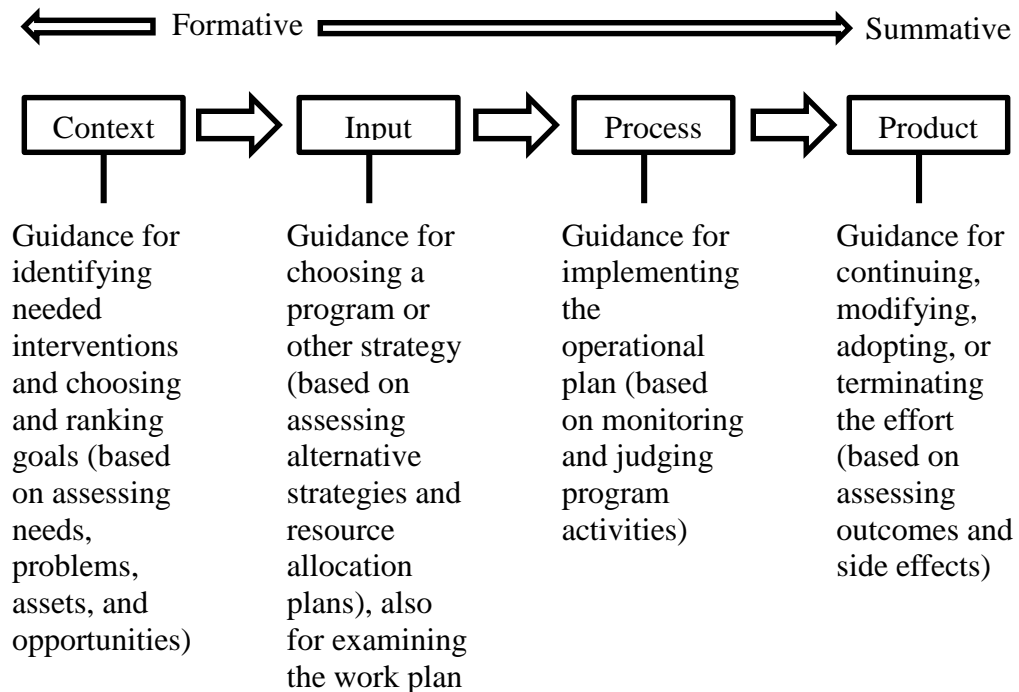 Formative
Summative
Context
Input
Process
Product
Guidance for
identifying
needed
interventions
and choosing
and ranking
goals (based
on assessing
needs,
problems,
assets, and
opportunities)
Guidance for
choosing a
program or
other strategy
(based on
assessing
alternative
strategies and
resource
allocation
plans), also
for examining
the work plan
Guidance for
implementing
the
operational
plan (based
on monitoring
and judging
program
activities)
Guidance for
continuing,
modifying,
adopting, or
terminating
the effort
(based on
assessing
outcomes and
side effects)